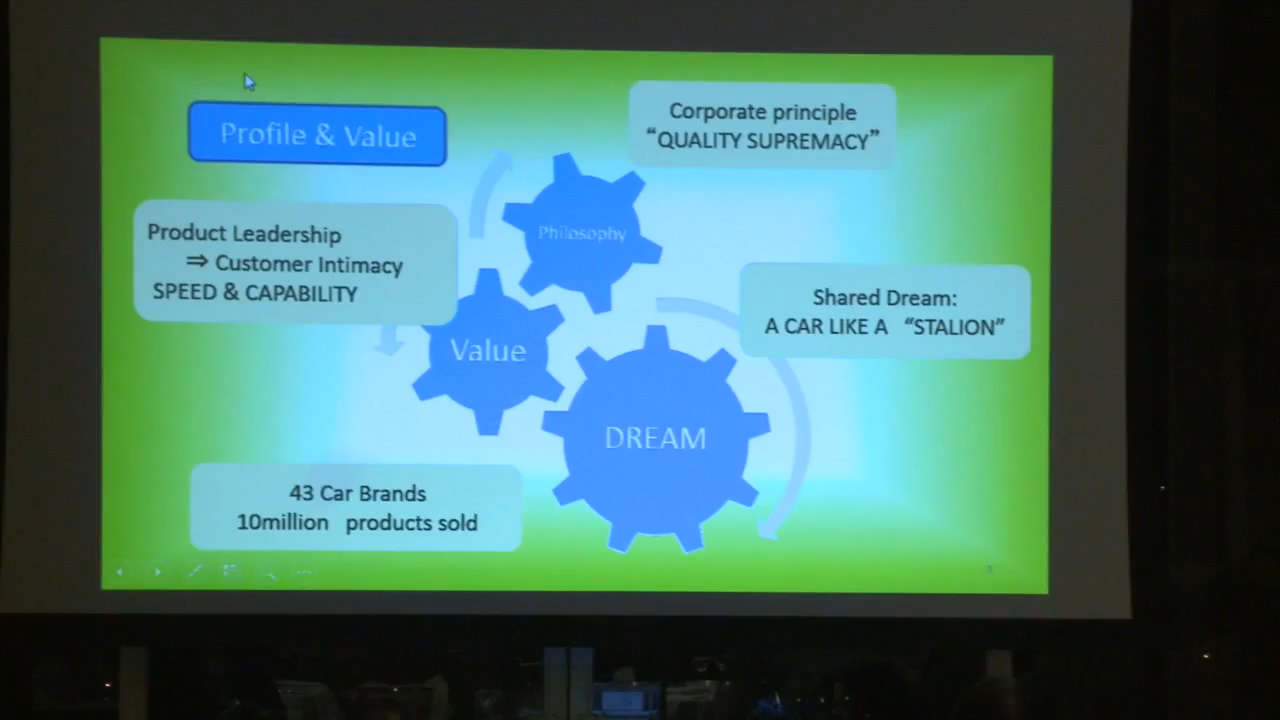 Profile & Value
Corporate principle
“QUALITY SUPREMACY”
Philosophy
Product Leadership
⇒ Customer Intimacy
SPEED & CAPABILITY
Shared Dream:
A CAR LIKE A “STALION”
Value
DREAM
43 Car Brands
10million products sold
3